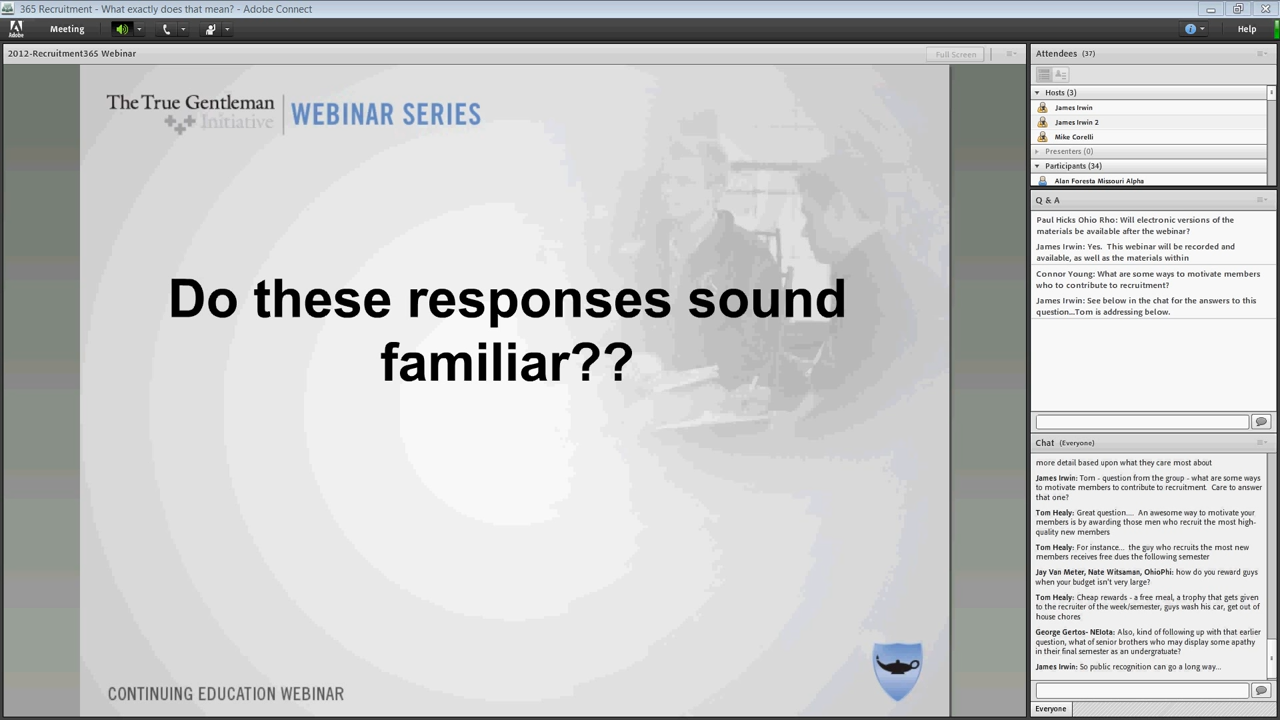 365 Recruitment - What exactly does that mean? - Adobe Connect
Adobe
Meeting
Help
2012-Recruitment365 Webinar
Full Screen
The True Gentleman
Initiative
WEBINAR SERIES
Do these responses sound
familiar??
CONTINUING EDUCATION WEBINAR
Attendees (37)
Hosts (3)
James Irwin
James Irwin 2
Mike Corelli
Presenters (0)
Participants (34)
Alan Foresta Missouri Alpha
Q & A
Paul Hicks Ohio Rho: Will electronic versions of the
materials be available after the webinar?
James Irwin: Yes. This webinar will be recorded and
available, as well as the materials within
Connor Young: What are some ways to motivate members
who to contribute to recruitment?
James Irwin: See below in the chat for the answers to this
question...Tom is addressing below.
Chat (Everyone)
more detail based upon what they care most about
James Irwin: Tom - question from the group - what are some ways
to motivate members to contribute to recruitment. Care to answer
that one?
Tom Healy: Great question.... An awesome way to motivate your
members is by awarding those men who recruit the most high-
quality new members
Tom Healy: For instance... the guy who recruits the most new
members receives free dues the following semester
Jay Van Meter, Nate Witsaman, OhioPhi: how do you reward guys
when your budget isn't very large?
Tom Healy: Cheap rewards - a free meal, a trophy that gets given
to the recruiter of the week/semester, guys wash his car, get out of
house chores
George Gertos- NEIota: Also, kind of following up with that earlier
question, what of senior brothers who may display some apathy
in their final semester as an undergratuate?
James Irwin: So public recognition can go a long way...
Everyone